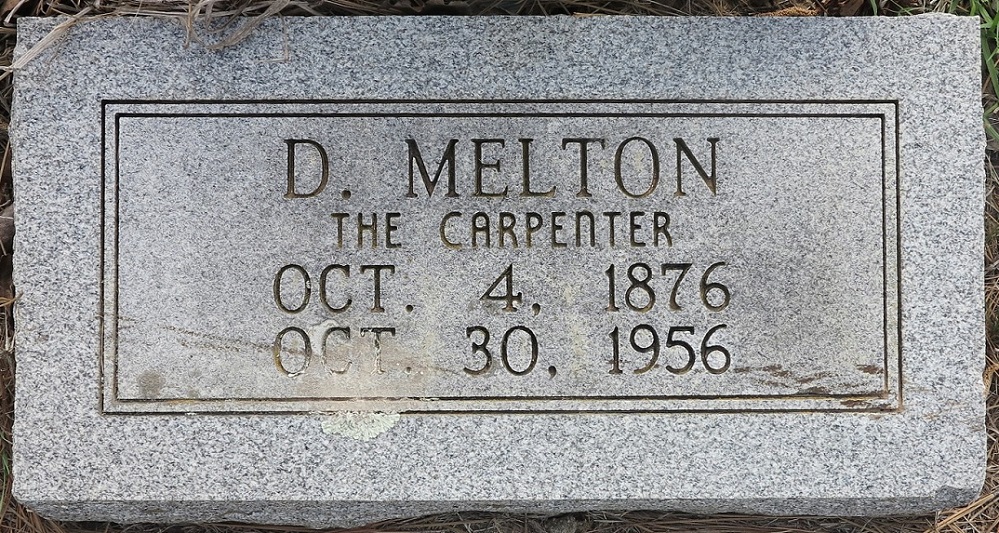 D. MELTON
THE CARPENTER
OCT. 4, 1876
OCT. 30, 1956